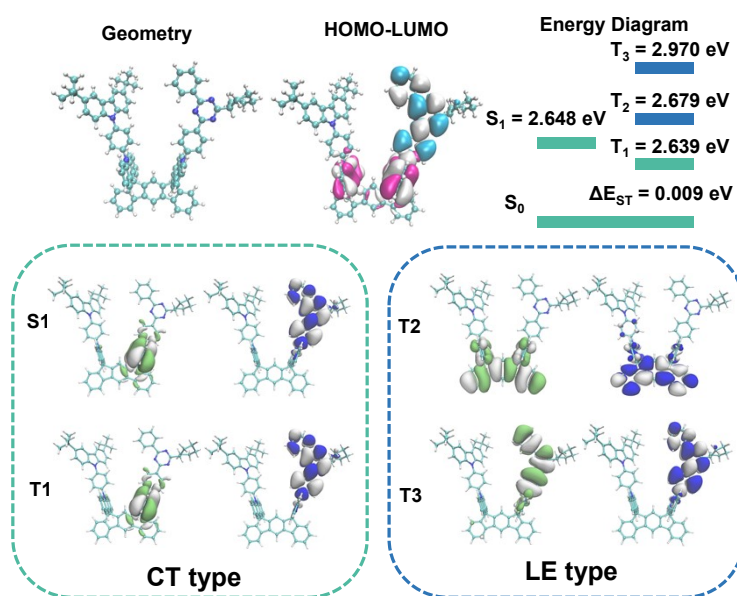 Geometry
HOMO-LUMO
Energy Diagram
T₃ = 2.970 eV
T₂ = 2.679 eV
S₁ = 2.648 eV
T₁ = 2.639 eV
S₀
ΔE_ST = 0.009 eV
S1
T1
CT type
T2
T3
LE type